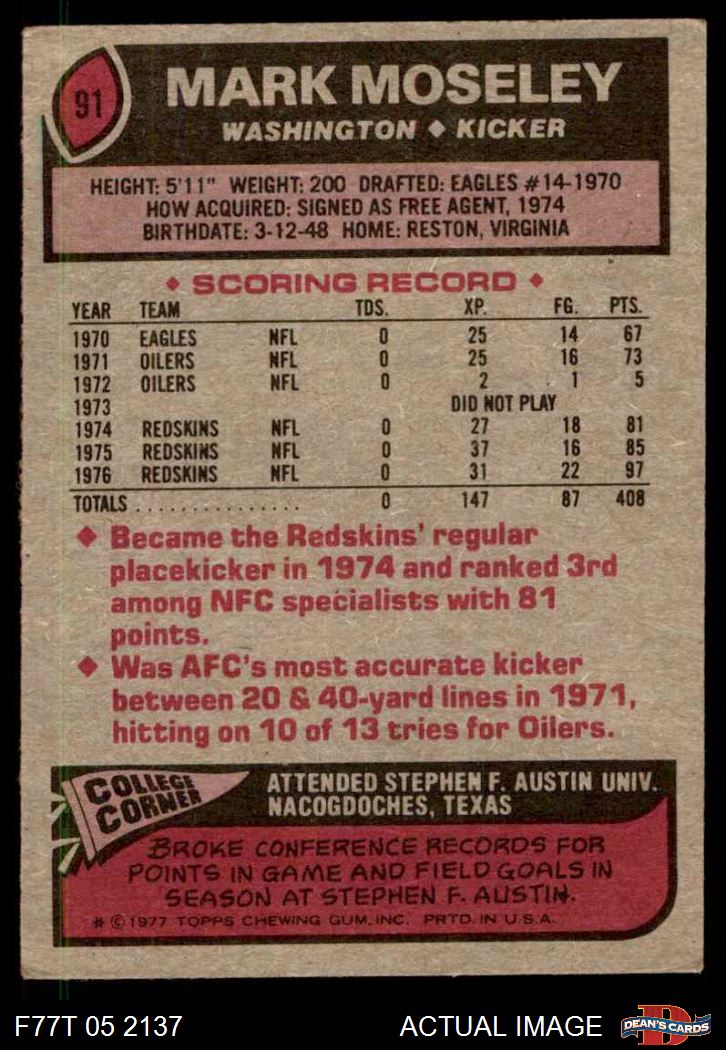 91
MARK MOSELEY
WASHINGTON ◆ KICKER
HEIGHT: 5'11" WEIGHT: 200 DRAFTED: EAGLES #14-1970
HOW ACQUIRED: SIGNED AS FREE AGENT, 1974
BIRTHDATE: 3-12-48 HOME: RESTON, VIRGINIA
◆ SCORING RECORD ◆
YEAR TEAM TDS. XP. FG. PTS.
1970 EAGLES NFL 0 25 14 67
1971 OILERS NFL 0 25 16 73
1972 OILERS NFL 0 2 1 5
1973 DID NOT PLAY
1974 REDSKINS NFL 0 27 18 81
1975 REDSKINS NFL 0 37 16 85
1976 REDSKINS NFL 0 31 22 97
TOTALS . . . . . . . . . . . . . . . 0 147 87 408
◆ Became the Redskins' regular
placekicker in 1974 and ranked 3rd
among NFC specialists with 81
points.
◆ Was AFC's most accurate kicker
between 20 & 40-yard lines in 1971,
hitting on 10 of 13 tries for Oilers.
COLLEGE
CORNER
ATTENDED STEPHEN F. AUSTIN UNIV.
NACOGDOCHES, TEXAS
BROKE CONFERENCE RECORDS FOR
POINTS IN GAME AND FIELD GOALS IN
SEASON AT STEPHEN F. AUSTIN.
* © 1977 TOPPS CHEWING GUM, INC. PRTD. IN U.S.A.
F77T 05 2137
ACTUAL IMAGE
D
DEAN'S CARDS